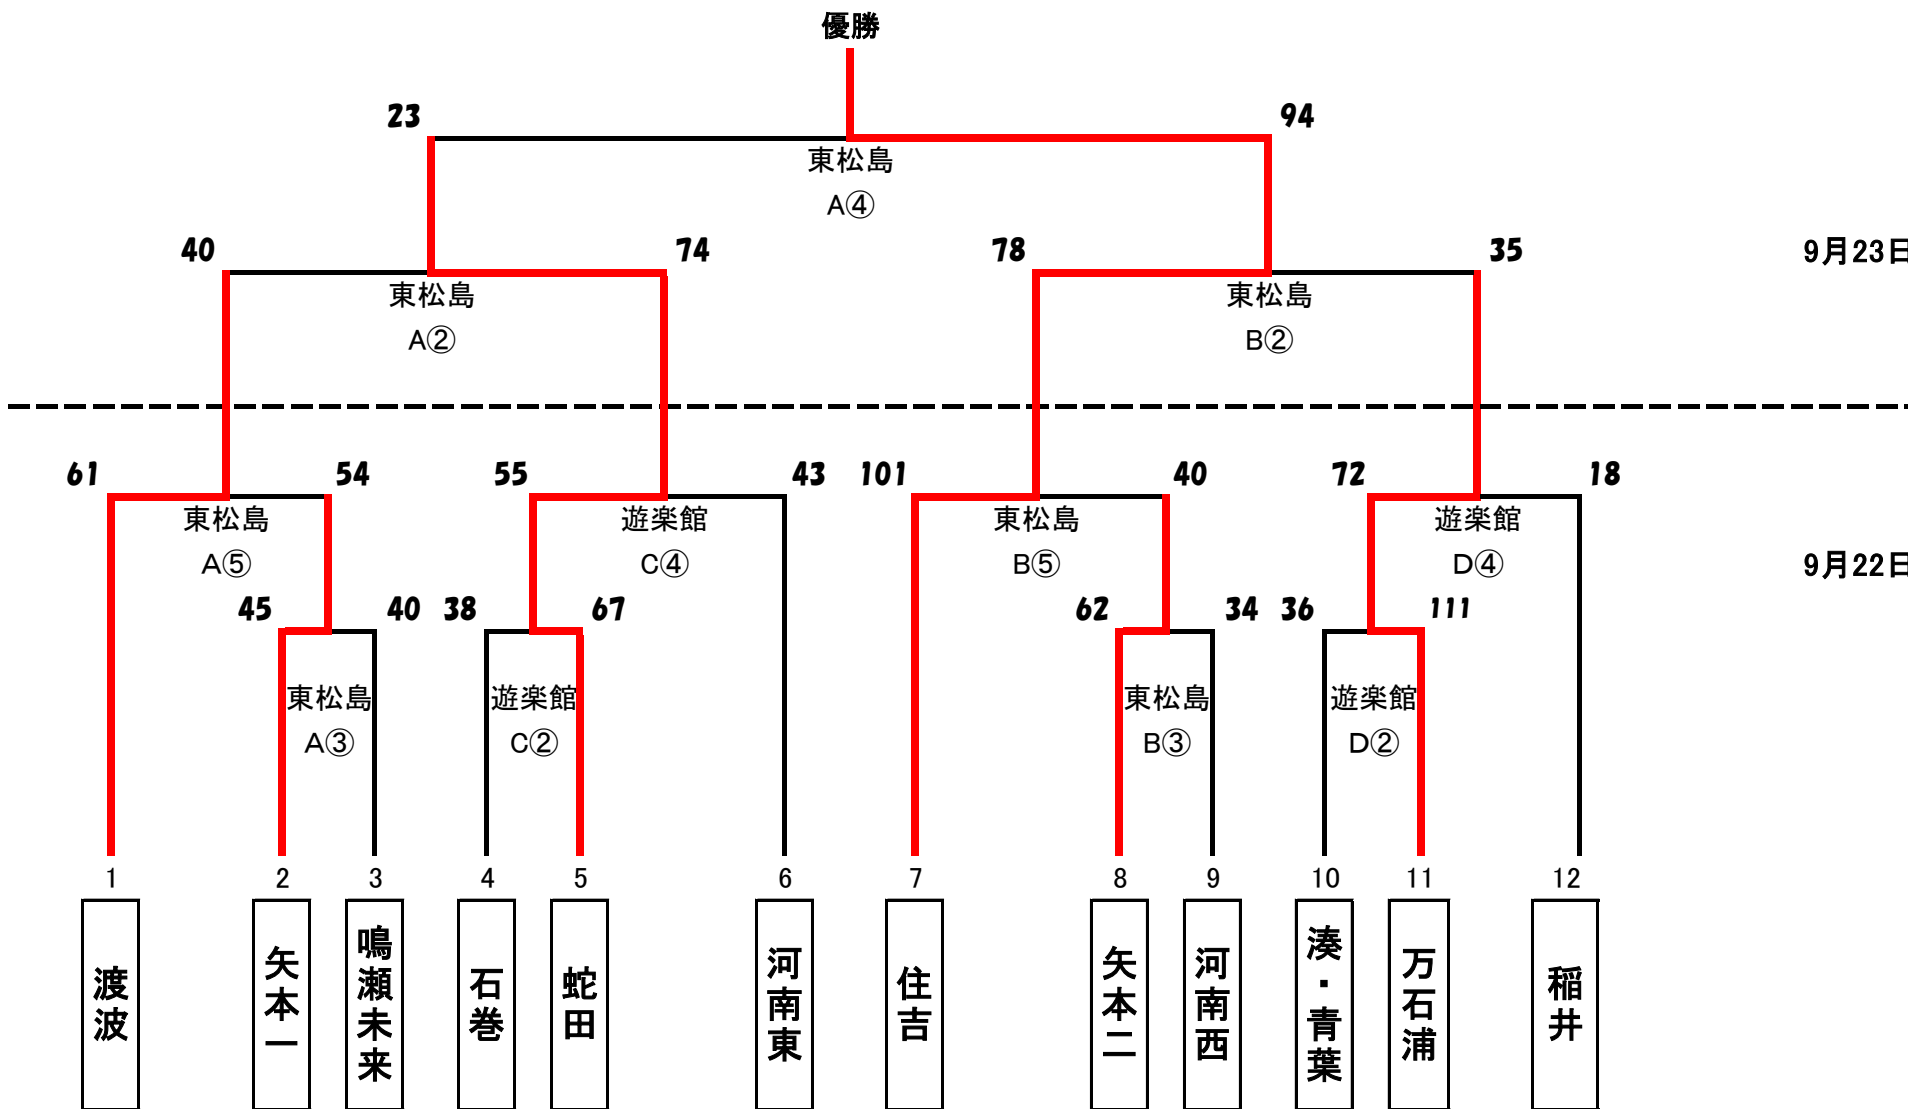 優勝
23 94
東松島
A④
40 74 78 35 9月23日
東松島 東松島
A② B②
61 54 55 43 101 40 72 18
東松島 遊楽館 東松島 遊楽館
A⑤ C④ B⑤ D④ 9月22日
45 40 38 67 62 34 36 111
東松島 遊楽館 東松島 遊楽館
A③ C② B③ D②
1 2 3 4 5 6 7 8 9 10 11 12
渡波
矢本一
鳴瀬未来
石巻
蛇田
河南東
住吉
矢本二
河南西
湊・青葉
万石浦
稲井